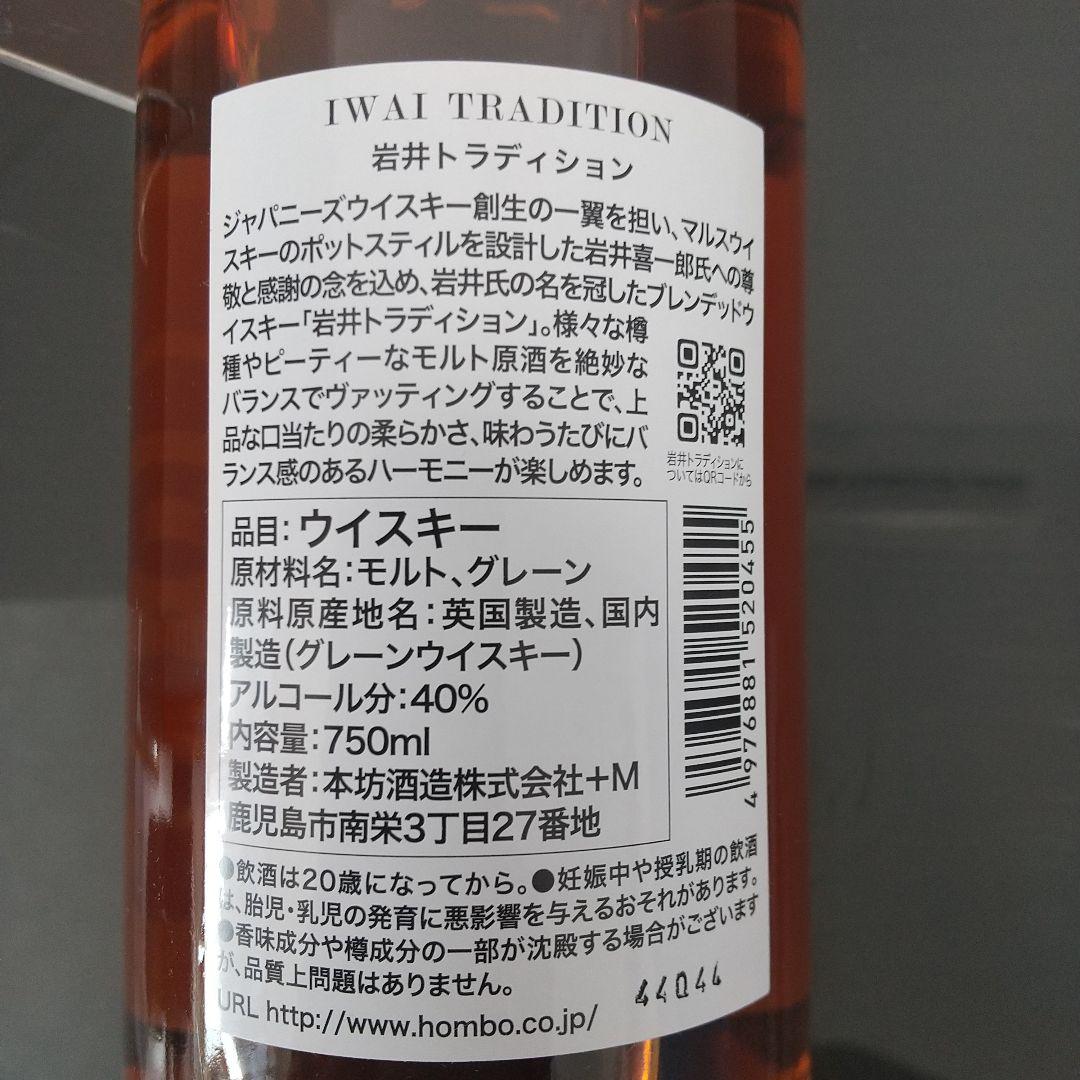 IWAI TRADITION
岩井トラディション
ジャパニーズウイスキー創生の一翼を担い、マルスウイ
スキーのポットスティルを設計した岩井喜一郎氏への尊
敬と感謝の念を込め、岩井氏の名を冠したブレンデッドウ
イスキー「岩井トラディション」。様々な樽
種やピーティーなモルト原酒を絶妙な
バランスでヴァッティングすることで、上
品な口当たりの柔らかさ、味わうたびにバ
ランス感のあるハーモニーが楽しめます。
岩井トラディションに
ついてはQRコードから
品目：ウイスキー
原材料名：モルト、グレーン
原料原産地名：英国製造、国内
製造（グレーンウイスキー）
アルコール分：40%
内容量：750ml
製造者：本坊酒造株式会社＋M
鹿児島市南栄3丁目27番地
4 976881 520455
●飲酒は20歳になってから。●妊娠中や授乳期の飲酒
は、胎児・乳児の発育に悪影響を与えるおそれがあります。
●香味成分や樽成分の一部が沈殿する場合がございます
が、品質上問題はありません。
URL http://www.hombo.co.jp/
44044